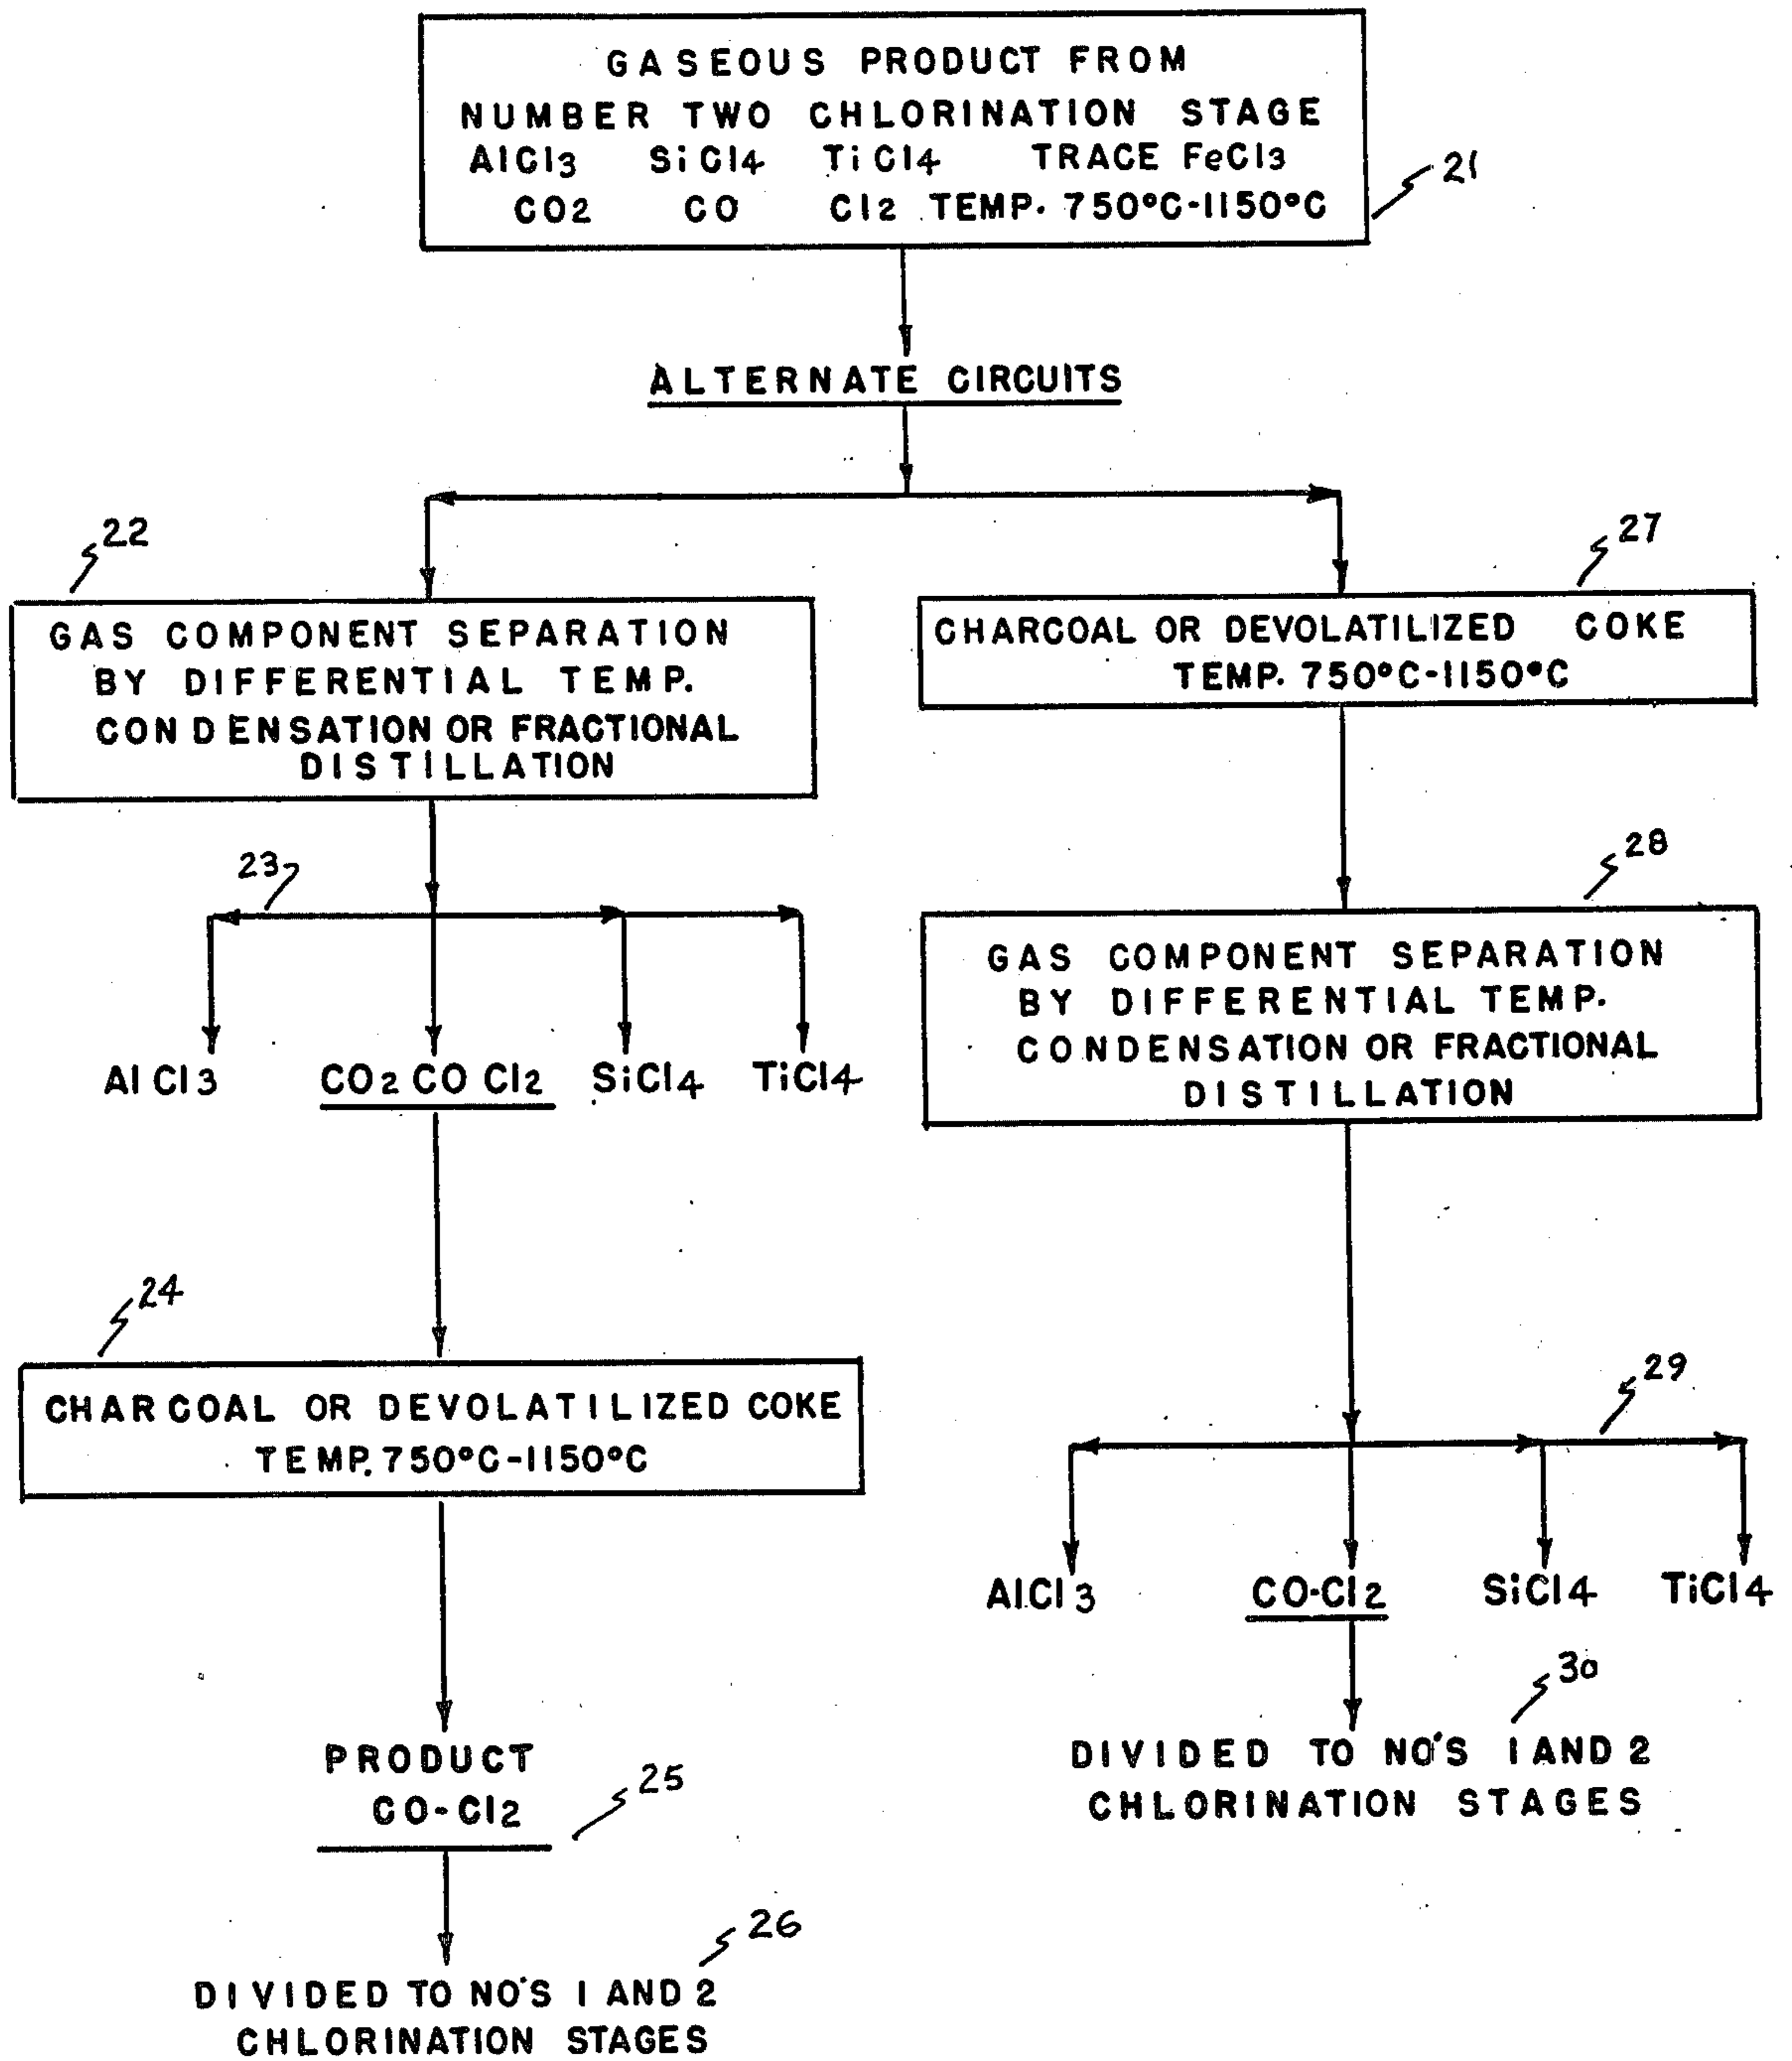 GASEOUS PRODUCT FROM
NUMBER TWO CHLORINATION STAGE
AlCl3 SiCl4 TiCl4 TRACE FeCl3
CO2 CO Cl2 TEMP. 750°C-1150°C
21
ALTERNATE CIRCUITS
22
GAS COMPONENT SEPARATION
BY DIFFERENTIAL TEMP.
CONDENSATION OR FRACTIONAL
DISTILLATION
23
AlCl3 CO2 CO Cl2 SiCl4 TiCl4
24
CHARCOAL OR DEVOLATILIZED COKE
TEMP. 750°C-1150°C
PRODUCT
CO-Cl2
25
26
DIVIDED TO NO'S 1 AND 2
CHLORINATION STAGES
27
CHARCOAL OR DEVOLATILIZED COKE
TEMP. 750°C-1150°C
28
GAS COMPONENT SEPARATION
BY DIFFERENTIAL TEMP.
CONDENSATION OR FRACTIONAL
DISTILLATION
29
AlCl3 CO-Cl2 SiCl4 TiCl4
30
DIVIDED TO NO'S 1 AND 2
CHLORINATION STAGES